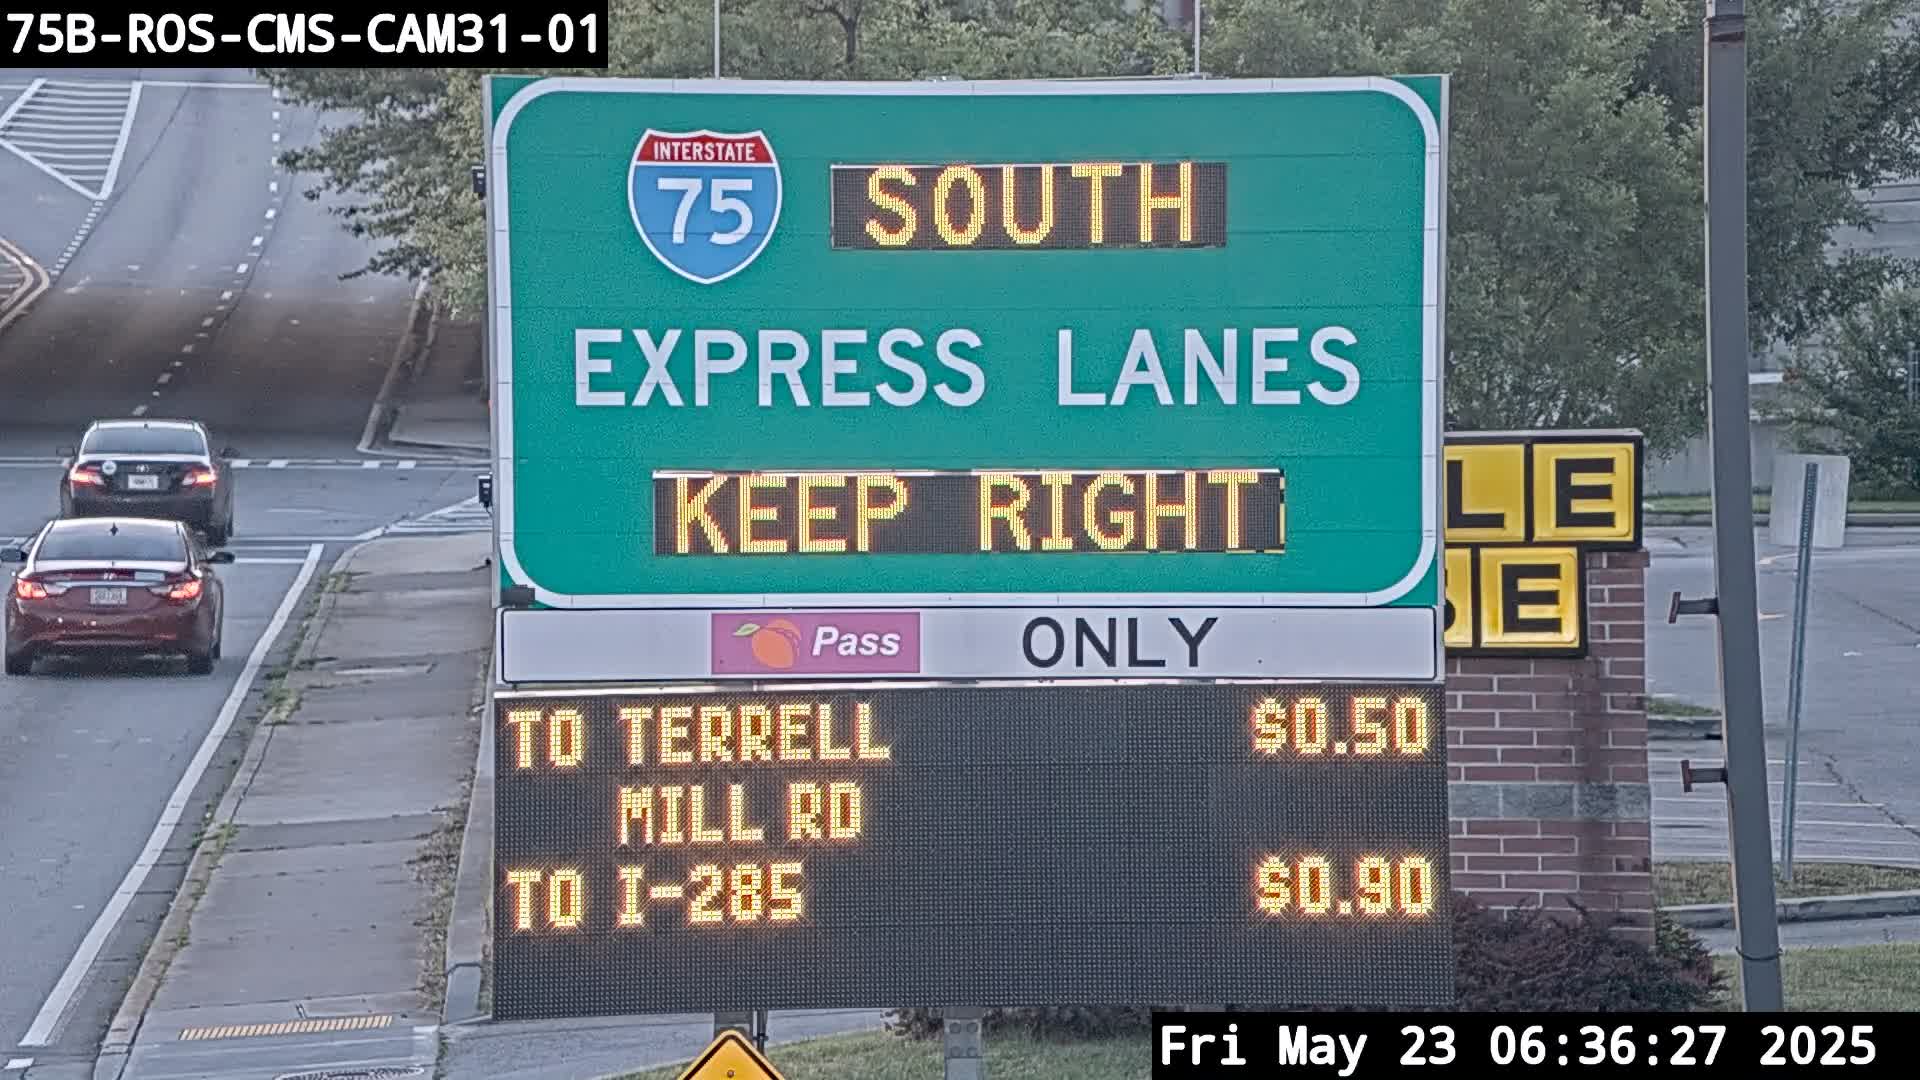 75B-ROS-CMS-CAM31-01
INTERSTATE
75
SOUTH
EXPRESS LANES
KEEP RIGHT
Pass ONLY
TO TERRELL $0.50
MILL RD
TO I-285 $0.90
LE
E
Fri May 23 06:36:27 2025